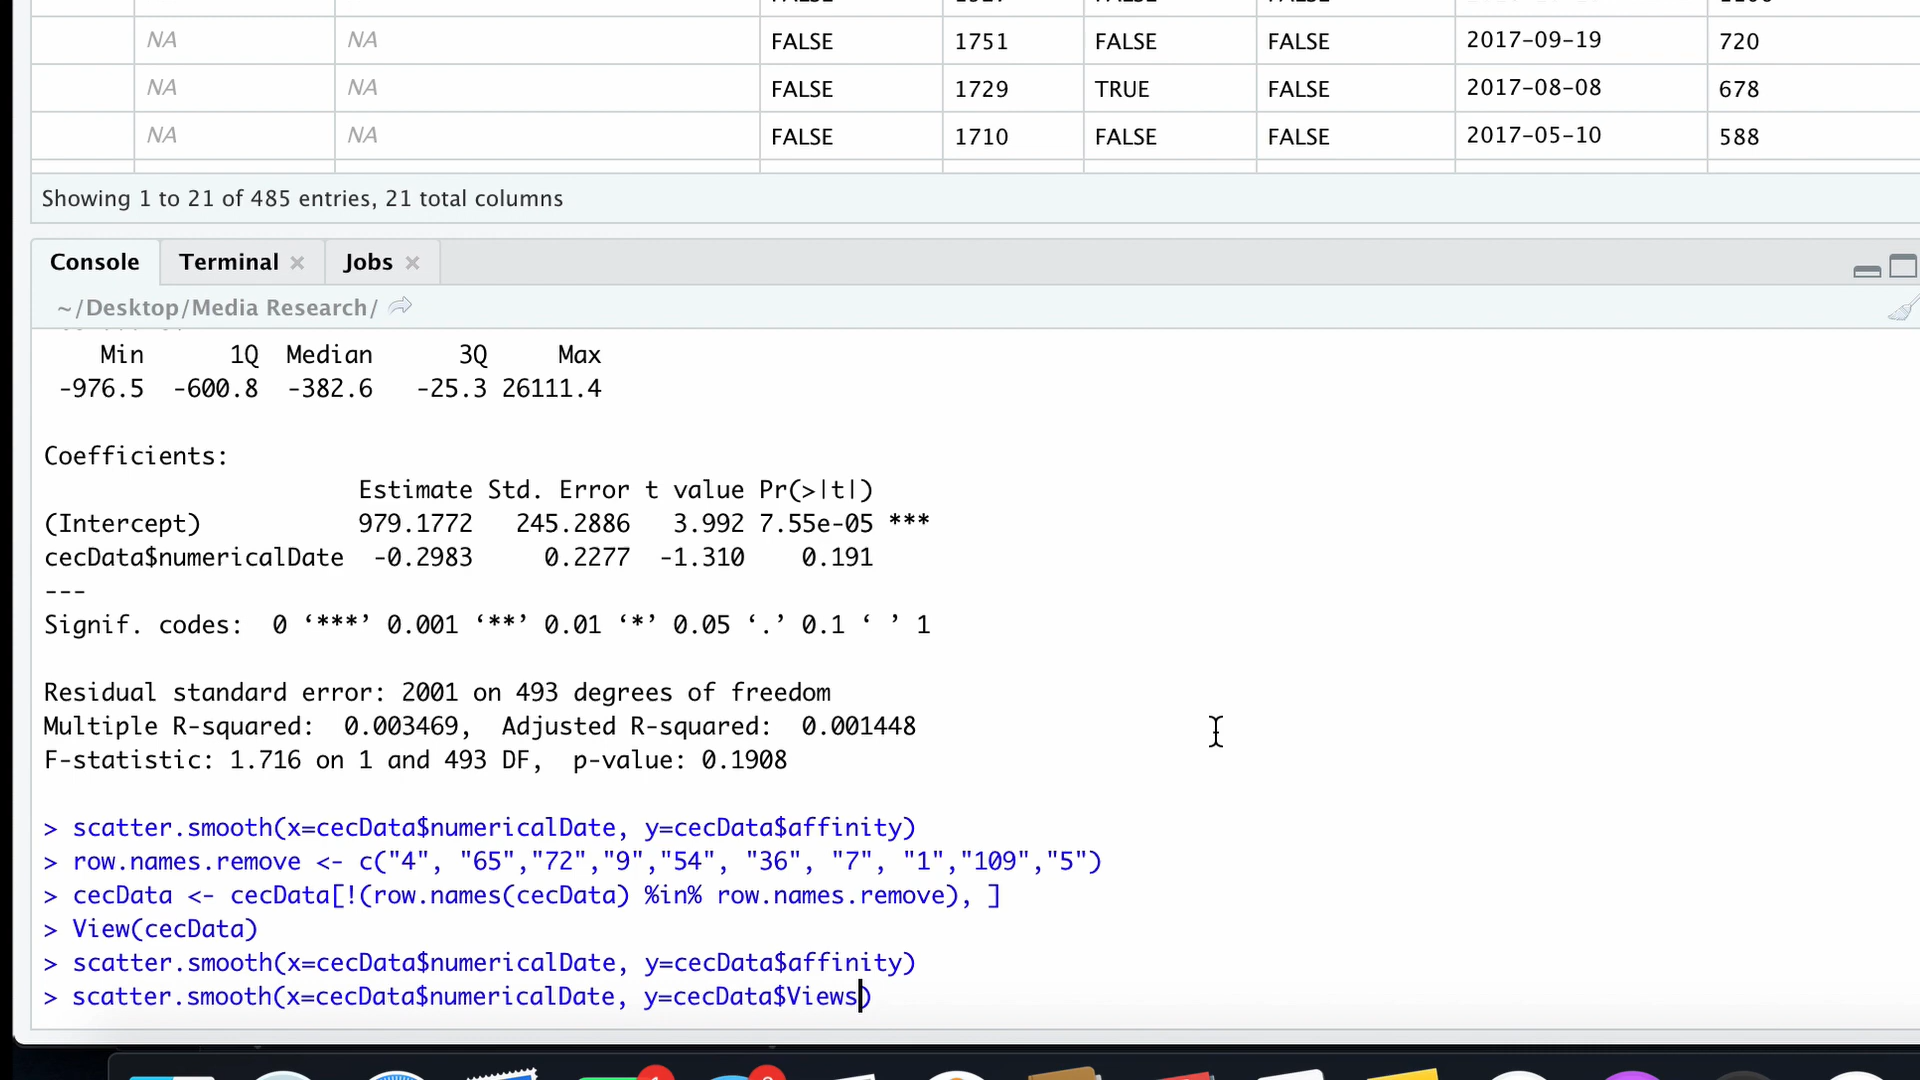 NA NA FALSE 1751 FALSE FALSE 2017-09-19 720
NA NA FALSE 1729 TRUE FALSE 2017-08-08 678
NA NA FALSE 1710 FALSE FALSE 2017-05-10 588
Showing 1 to 21 of 485 entries, 21 total columns
Console Terminal × Jobs ×
~/Desktop/Media Research/
Min 1Q Median 3Q Max
-976.5 -600.8 -382.6 -25.3 26111.4
Coefficients:
Estimate Std. Error t value Pr(>|t|)
(Intercept) 979.1772 245.2886 3.992 7.55e-05 ***
cecData$numericalDate -0.2983 0.2277 -1.310 0.191
---
Signif. codes: 0 ‘***’ 0.001 ‘**’ 0.01 ‘*’ 0.05 ‘.’ 0.1 ‘ ’ 1
Residual standard error: 2001 on 493 degrees of freedom
Multiple R-squared: 0.003469, Adjusted R-squared: 0.001448
F-statistic: 1.716 on 1 and 493 DF, p-value: 0.1908
> scatter.smooth(x=cecData$numericalDate, y=cecData$affinity)
> row.names.remove <- c("4", "65","72","9","54", "36", "7", "1","109","5")
> cecData <- cecData[!(row.names(cecData) %in% row.names.remove), ]
> View(cecData)
> scatter.smooth(x=cecData$numericalDate, y=cecData$affinity)
> scatter.smooth(x=cecData$numericalDate, y=cecData$Views)